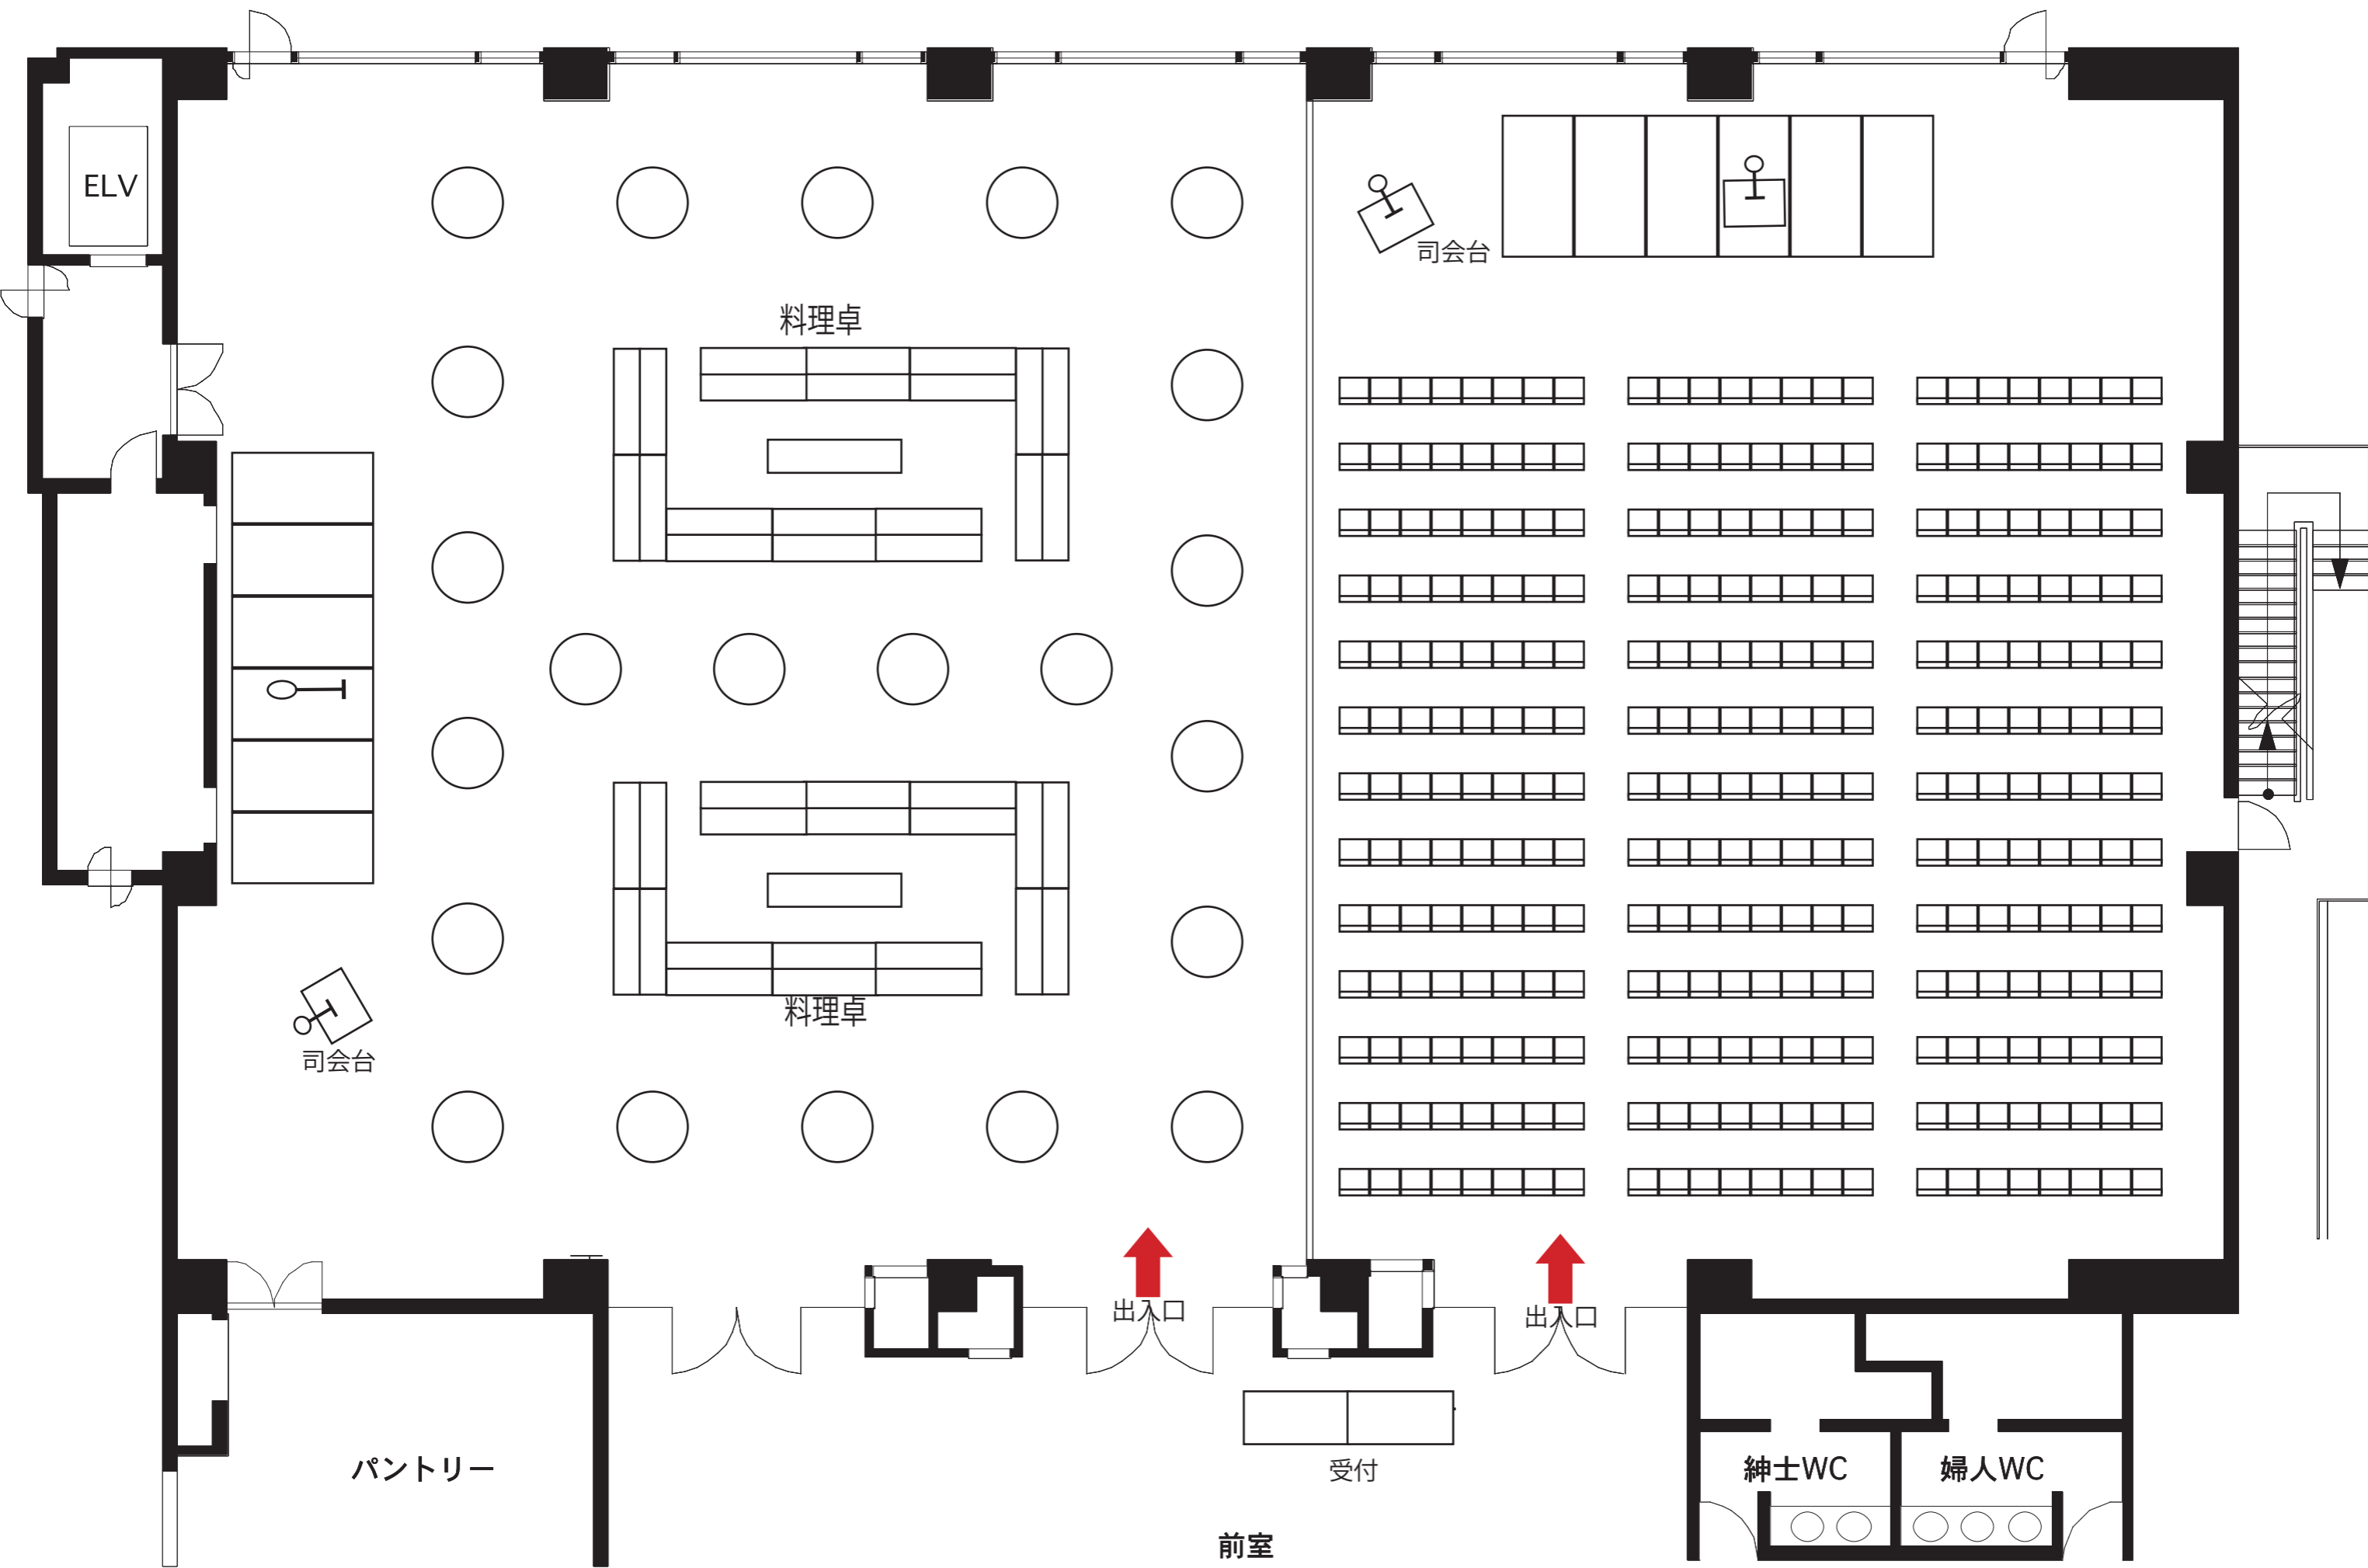 ELV
司会台
料理卓
料理卓
司会台
出入口
出入口
受付
パントリー
紳士WC
婦人WC
前室